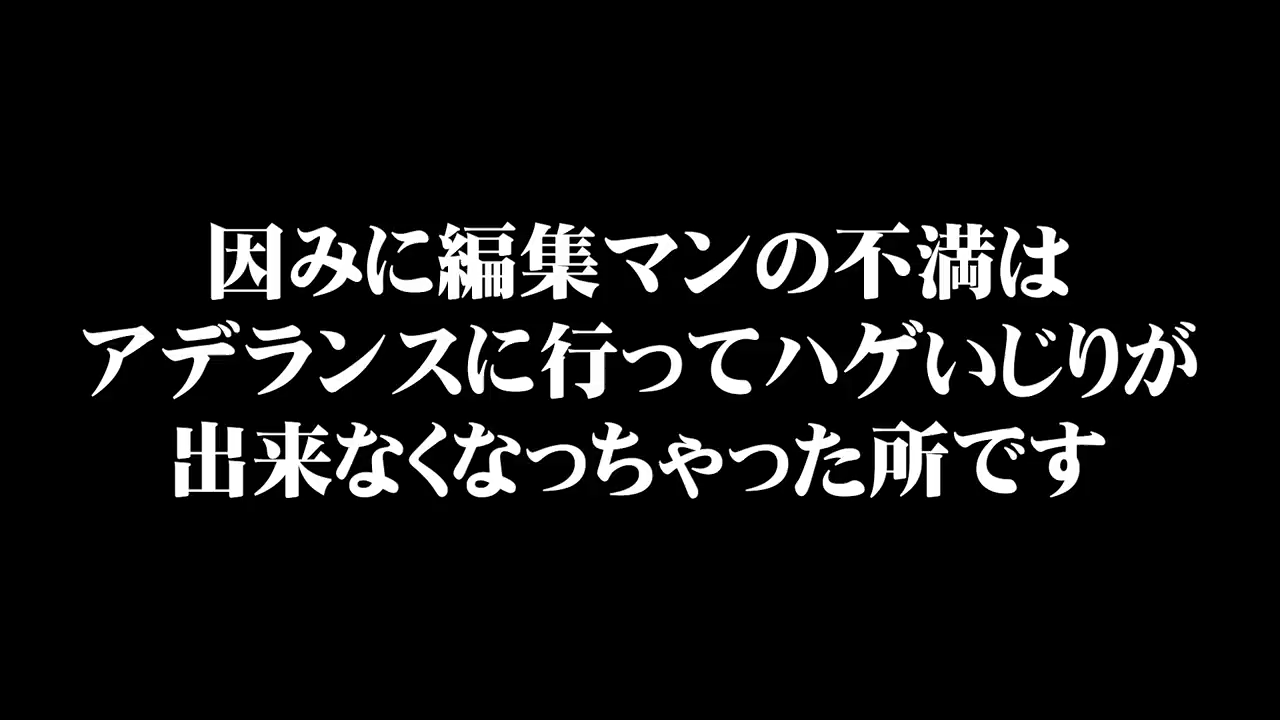 因みに編集マンの不満は
アデランスに行ってハゲいじりが
出来なくなっちゃった所です